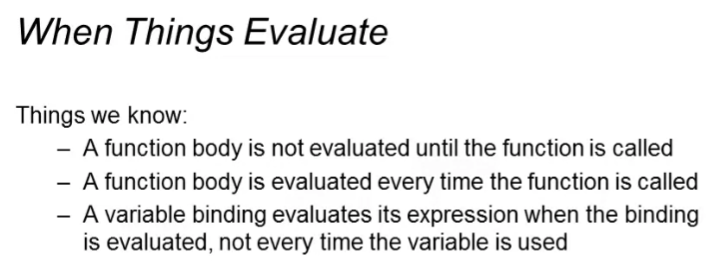 When Things Evaluate
Things we know:
– A function body is not evaluated until the function is called
– A function body is evaluated every time the function is called
– A variable binding evaluates its expression when the binding
is evaluated, not every time the variable is used